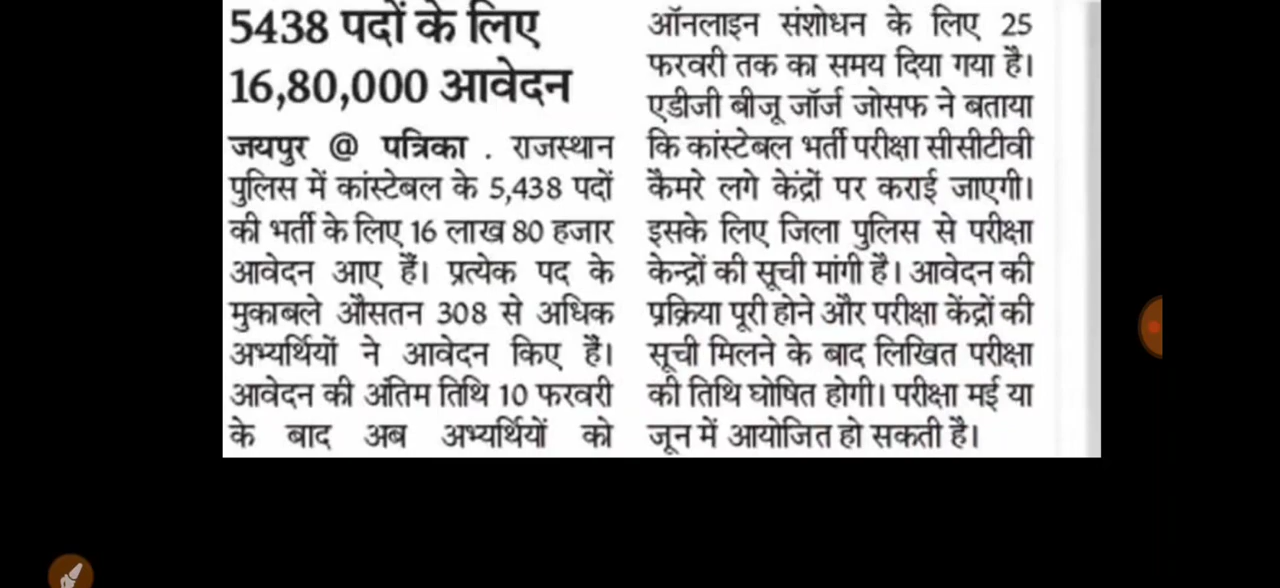 5438 पदों के लिए
16,80,000 आवेदन
जयपुर @ पत्रिका . राजस्थान
पुलिस में कांस्टेबल के 5,438 पदों
की भर्ती के लिए 16 लाख 80 हजार
आवेदन आए हैं। प्रत्येक पद के
मुकाबले औसतन 308 से अधिक
अभ्यर्थियों ने आवेदन किए हैं।
आवेदन की अंतिम तिथि 10 फरवरी
के बाद अब अभ्यर्थियों को
ऑनलाइन संशोधन के लिए 25
फरवरी तक का समय दिया गया है।
एडीजी बीजू जॉर्ज जोसफ ने बताया
कि कांस्टेबल भर्ती परीक्षा सीसीटीवी
कैमरे लगे केंद्रों पर कराई जाएगी।
इसके लिए जिला पुलिस से परीक्षा
केन्द्रों की सूची मांगी है। आवेदन की
प्रक्रिया पूरी होने और परीक्षा केंद्रों की
सूची मिलने के बाद लिखित परीक्षा
की तिथि घोषित होगी। परीक्षा मई या
जून में आयोजित हो सकती है।